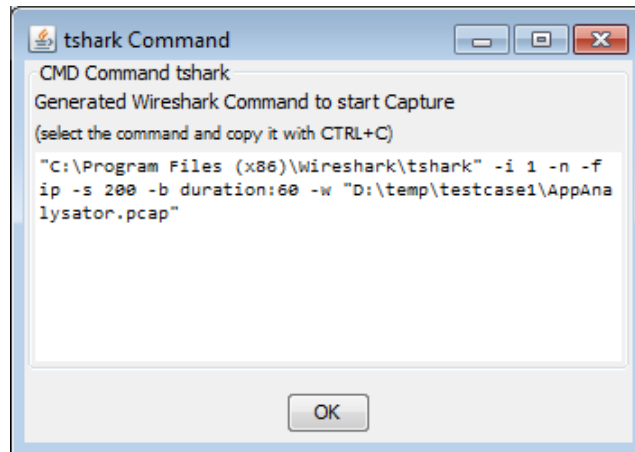 tshark Command
CMD Command tshark
Generated Wireshark Command to start Capture
(select the command and copy it with CTRL+C)
"C:\Program Files (x86)\Wireshark\tshark" -i 1 -n -f
ip -s 200 -b duration:60 -w "D:\temp\testcase1\AppAna
lysator.pcap"
OK